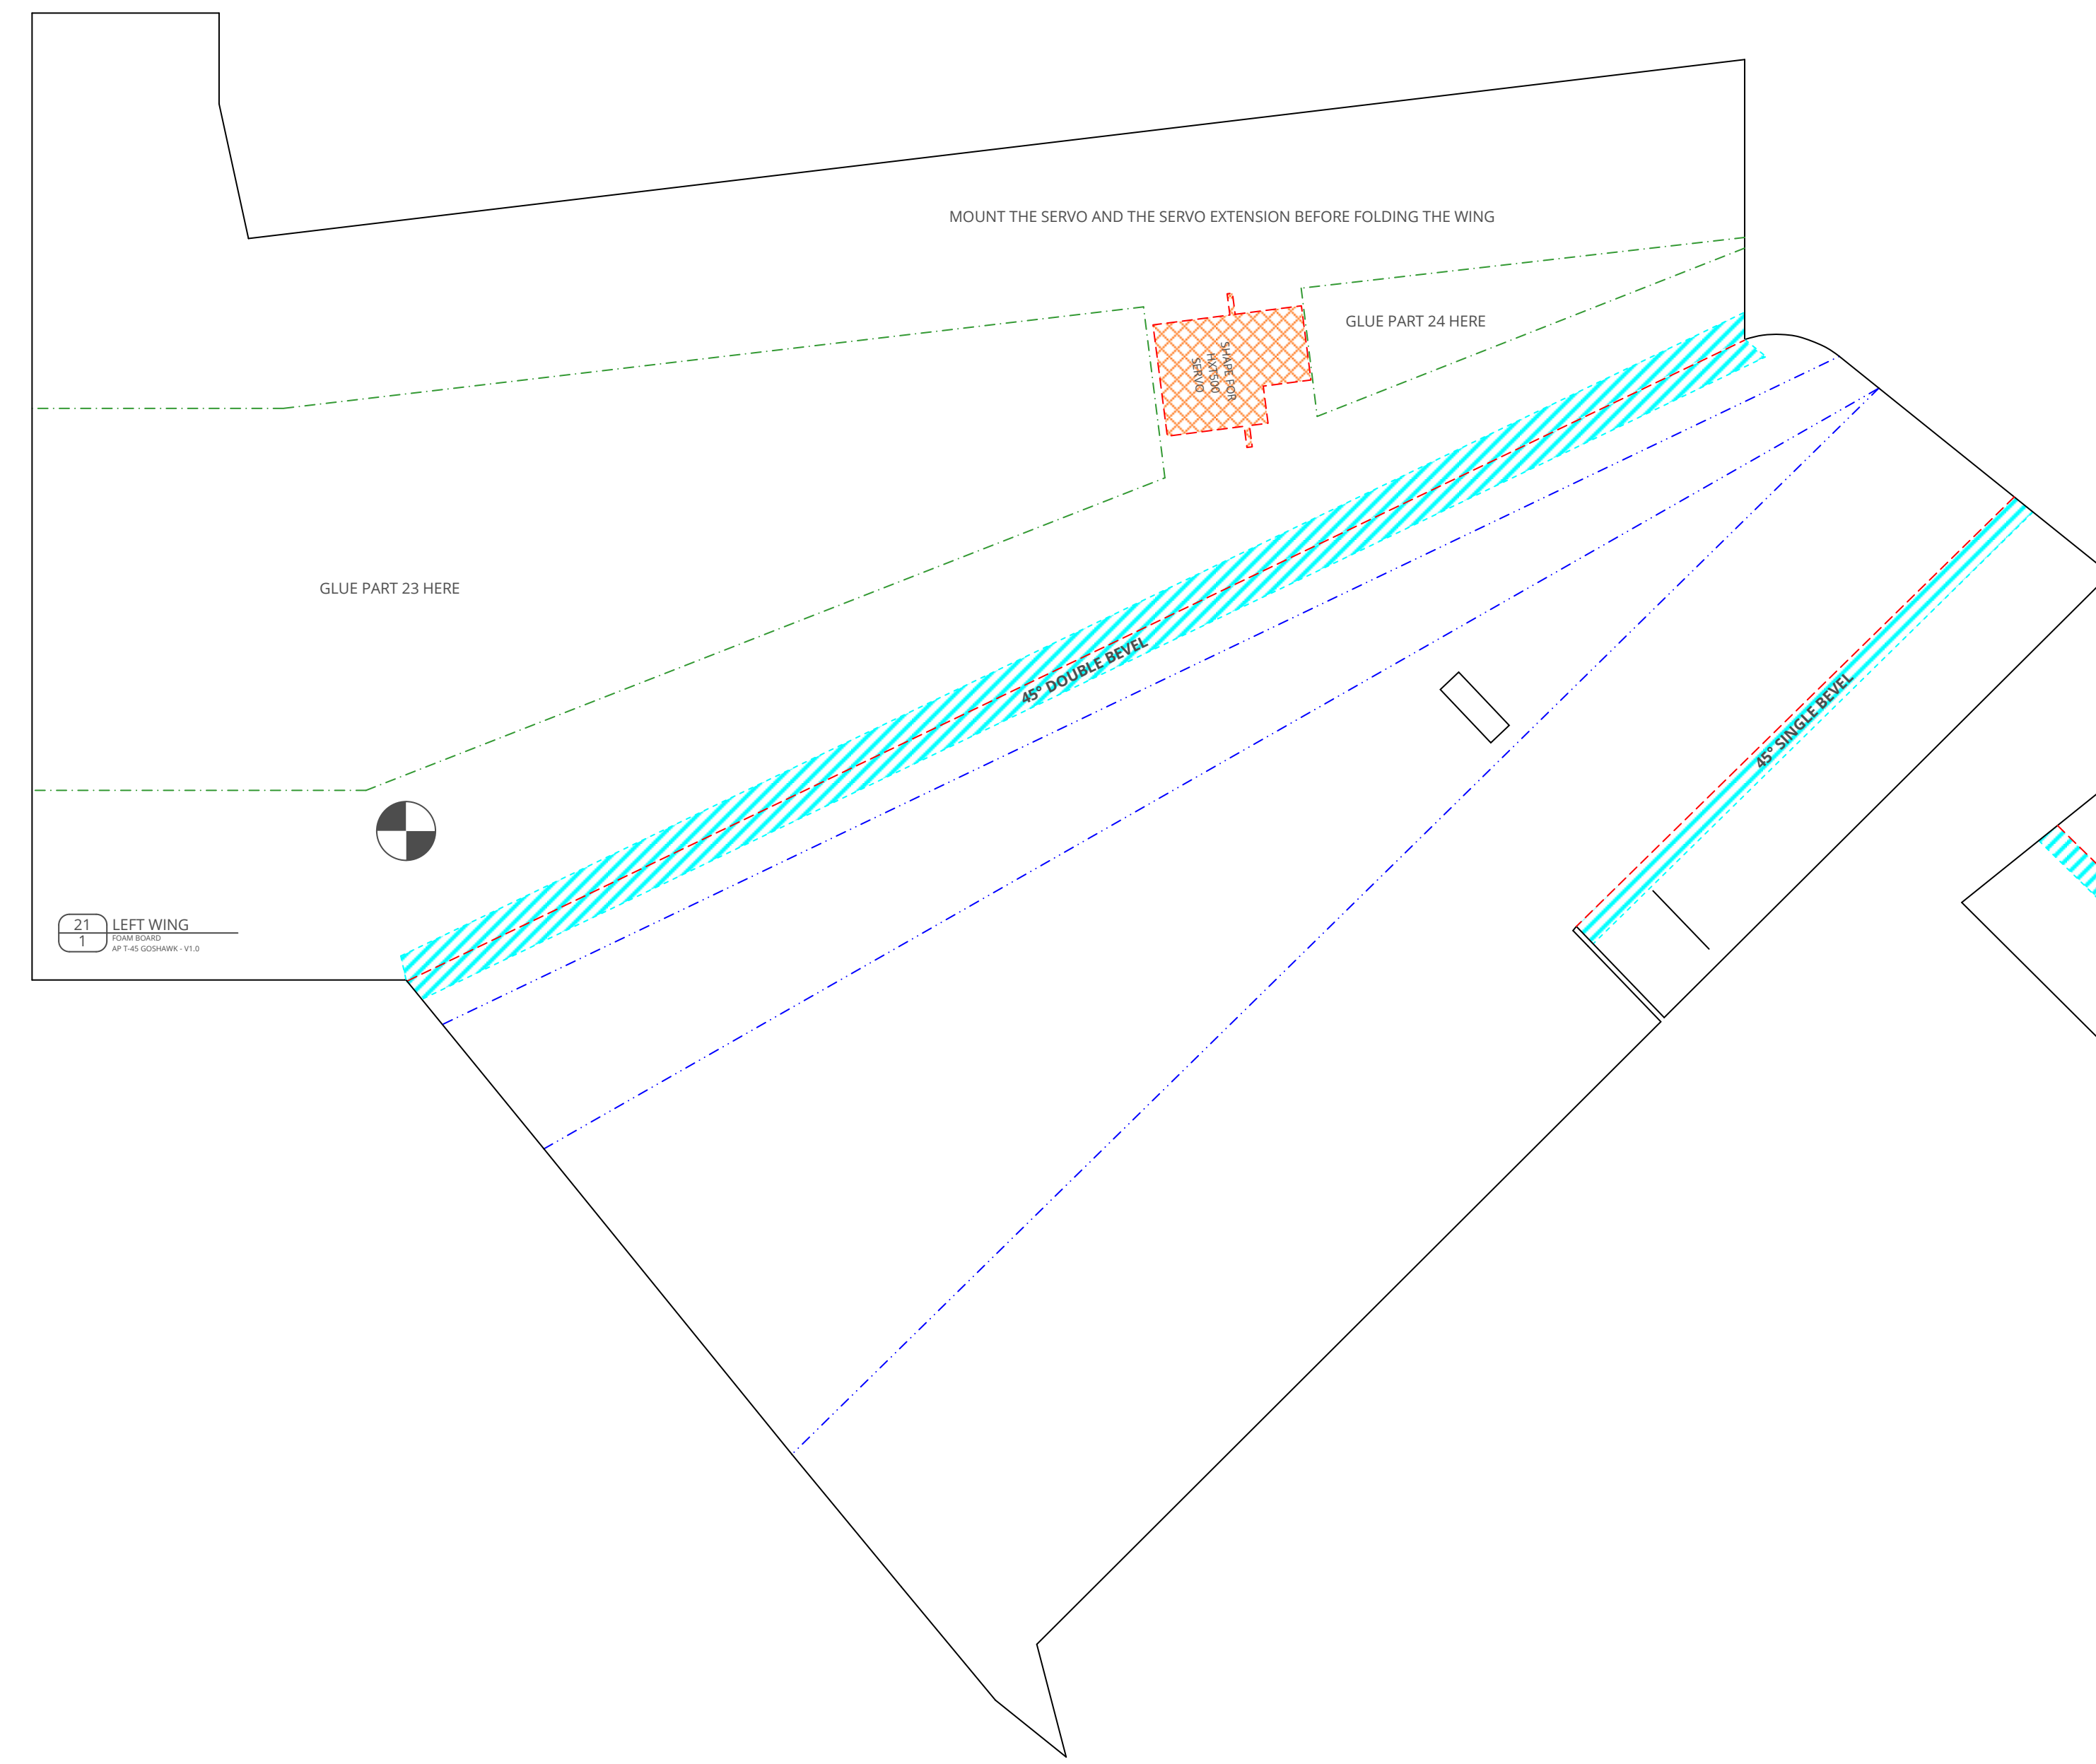 MOUNT THE SERVO AND THE SERVO EXTENSION BEFORE FOLDING THE WING
GLUE PART 24 HERE
SHAPE FOR
HXT500
SERVO
GLUE PART 23 HERE
45° DOUBLE BEVEL
45° SINGLE BEVEL
21
1
LEFT WING
FOAM BOARD
AP T-45 GOSHAWK - V1.0